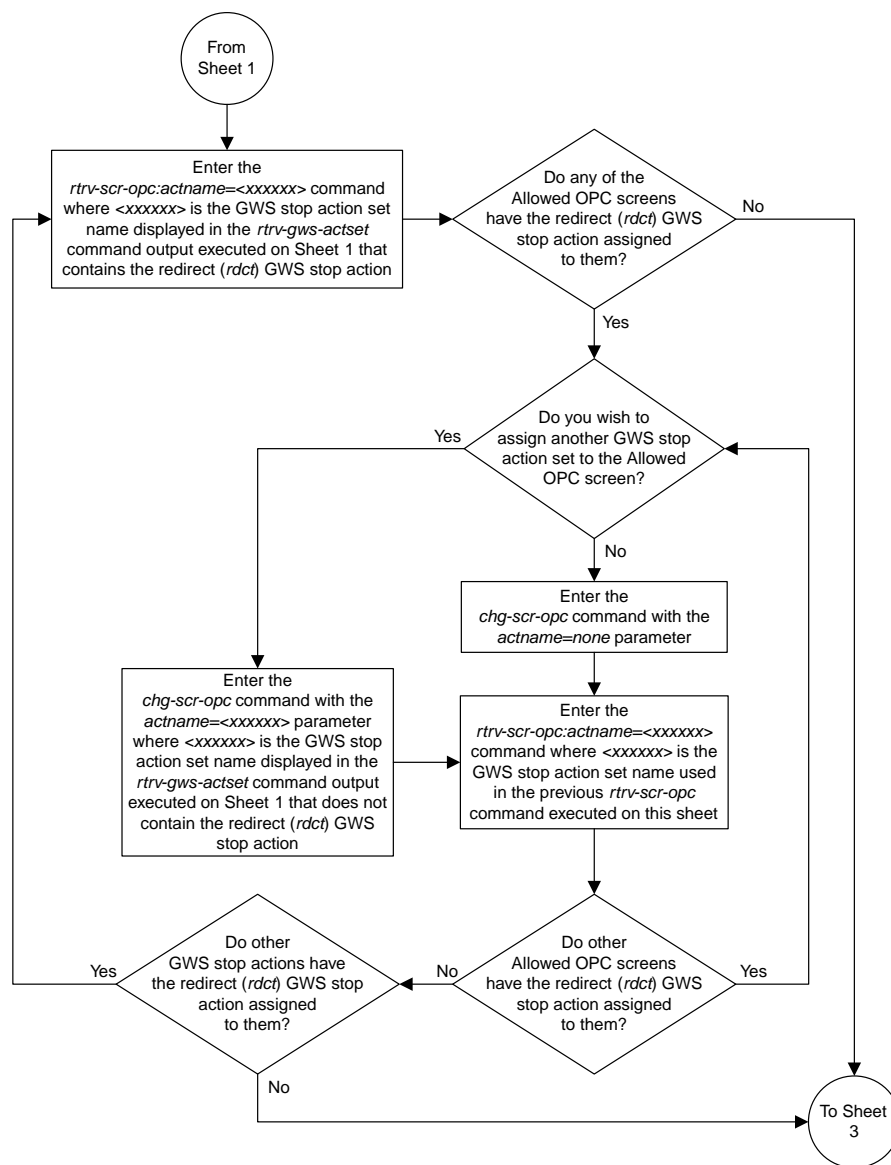 From
Sheet 1
Enter the
rtrv-scr-opc:actname=<xxxxxx> command
where <xxxxxx> is the GWS stop action set
name displayed in the rtrv-gws-actset
command output executed on Sheet 1 that
contains the redirect (rdct) GWS stop action
Do any of the
Allowed OPC screens
have the redirect (rdct) GWS
stop action assigned
to them?
No
Yes
Do you wish to
assign another GWS stop
action set to the Allowed
OPC screen?
Yes
No
Enter the
chg-scr-opc command with the
actname=none parameter
Enter the
chg-scr-opc command with the
actname=<xxxxxx> parameter
where <xxxxxx> is the GWS stop
action set name displayed in the
rtrv-gws-actset command output
executed on Sheet 1 that does not
contain the redirect (rdct) GWS
stop action
Enter the
rtrv-scr-opc:actname=<xxxxxx>
command where <xxxxxx> is the
GWS stop action set name used
in the previous rtrv-scr-opc
command executed on this sheet
Do other
Allowed OPC screens
have the redirect (rdct) GWS
stop action assigned
to them?
Yes
No
Do other
GWS stop actions have
the redirect (rdct) GWS stop
action assigned
to them?
Yes
No
To Sheet
3